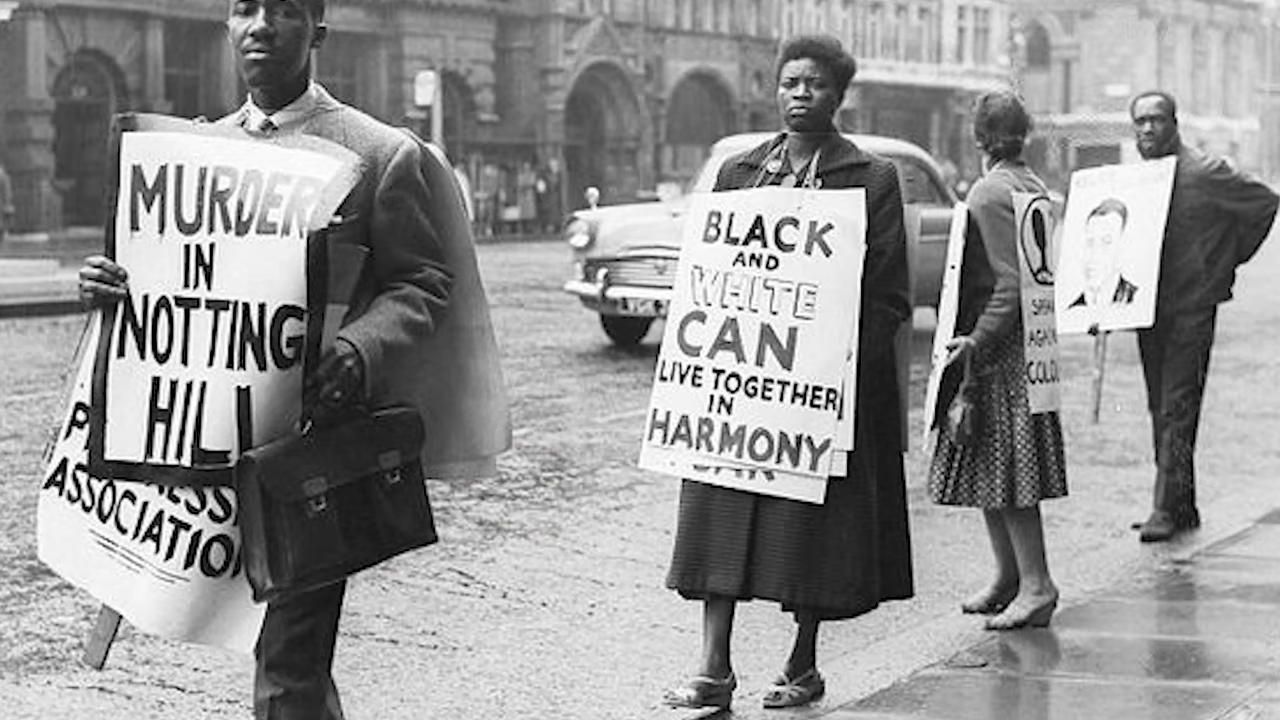 MURDER
IN
NOTTING
HILL
ASSOCIATION
BLACK
AND
WHITE
CAN
LIVE TOGETHER
IN
HARMONY